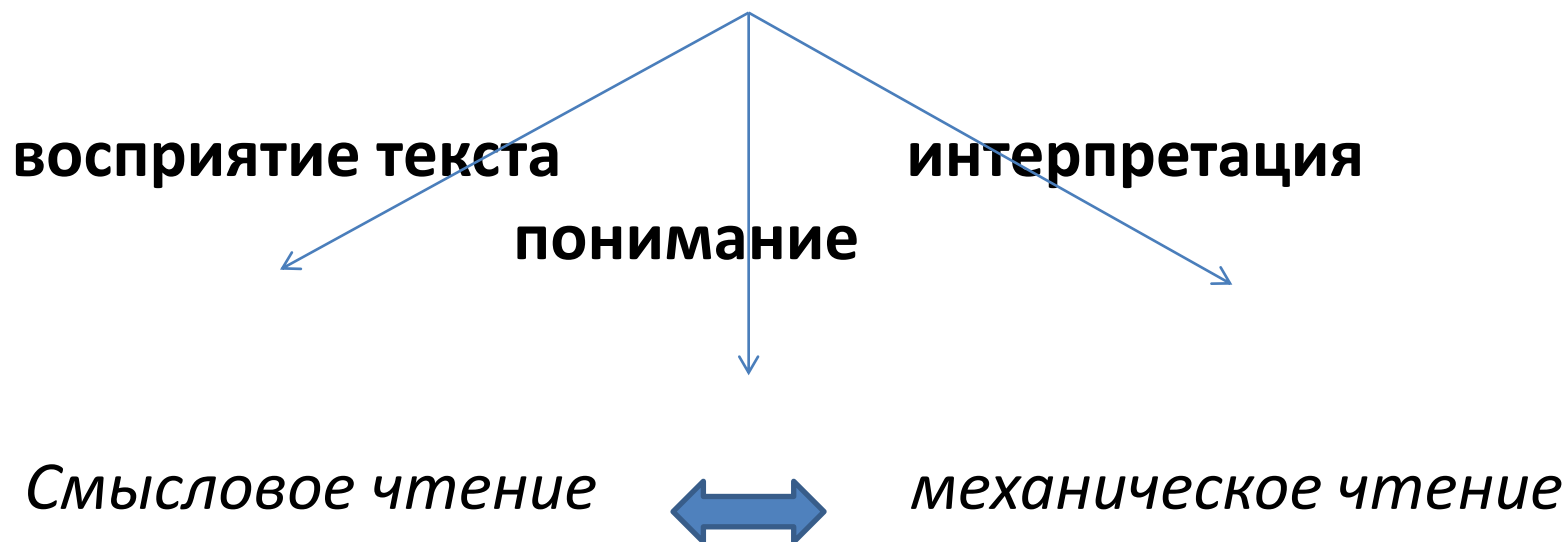 восприятие текста интерпретация
понимание
Смысловое чтение механическое чтение